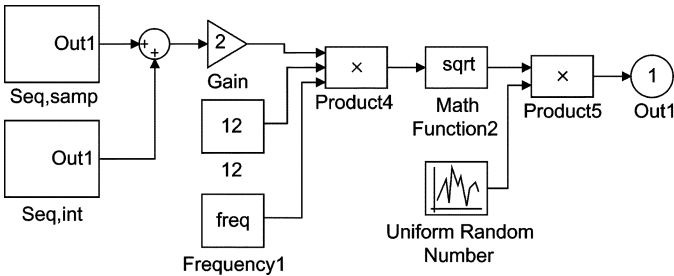 Out1
Seq,samp
+
+
2
Gain
×
Product4
sqrt
Math
Function2
×
Product5
1
Out1
Out1
Seq,int
12
12
freq
Frequency1
Uniform Random
Number